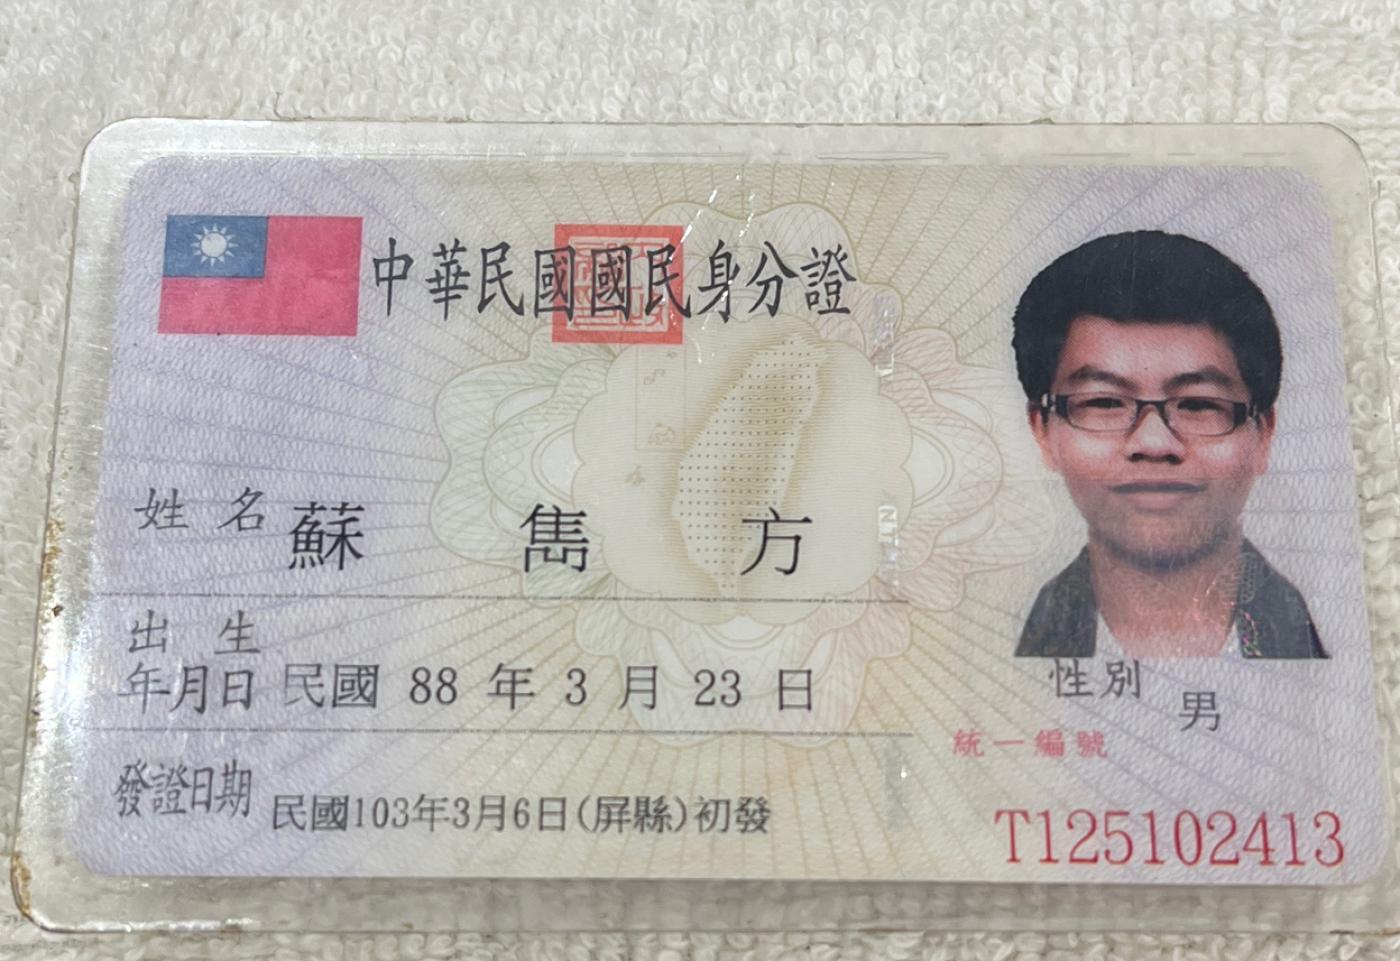 中華民國國民身分證
姓名 蘇雋方
出生
年月日 民國 88 年 3 月 23 日
性別 男
發證日期 民國103年3月6日(屏縣)初發
統一編號
T125102413